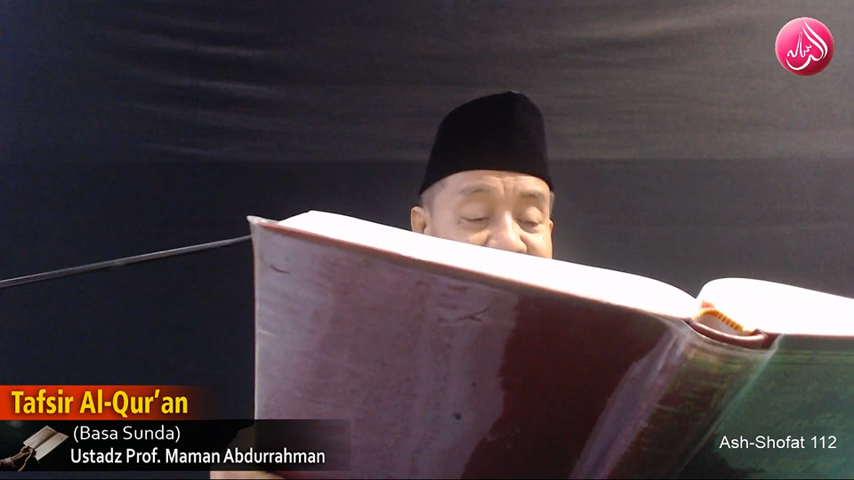 Tafsir Al-Qur'an
(Basa Sunda)
Ustadz Prof. Maman Abdurrahman
Ash-Shofat 112